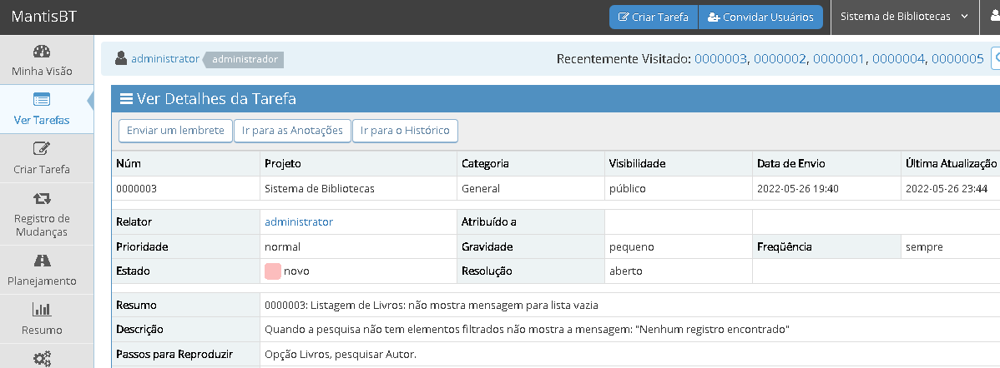 MantisBT
Criar Tarefa
Convidar Usuários
Sistema de Bibliotecas
Minha Visão
Ver Tarefas
Criar Tarefa
Registro de
Mudanças
Planejamento
Resumo
administrator administrador
Recentemente Visitado: 0000003, 0000002, 0000001, 0000004, 0000005
Ver Detalhes da Tarefa
Enviar um lembrete Ir para as Anotações Ir para o Histórico
Núm Projeto Categoria Visibilidade Data de Envio Última Atualização
0000003 Sistema de Bibliotecas General público 2022-05-26 19:40 2022-05-26 23:44
Relator administrator Atribuído a
Prioridade normal Gravidade pequeno Freqüência sempre
Estado novo Resolução aberto
Resumo 0000003: Listagem de Livros: não mostra mensagem para lista vazia
Descrição Quando a pesquisa não tem elementos filtrados não mostra a mensagem: "Nenhum registro encontrado"
Passos para Reproduzir Opção Livros, pesquisar Autor.